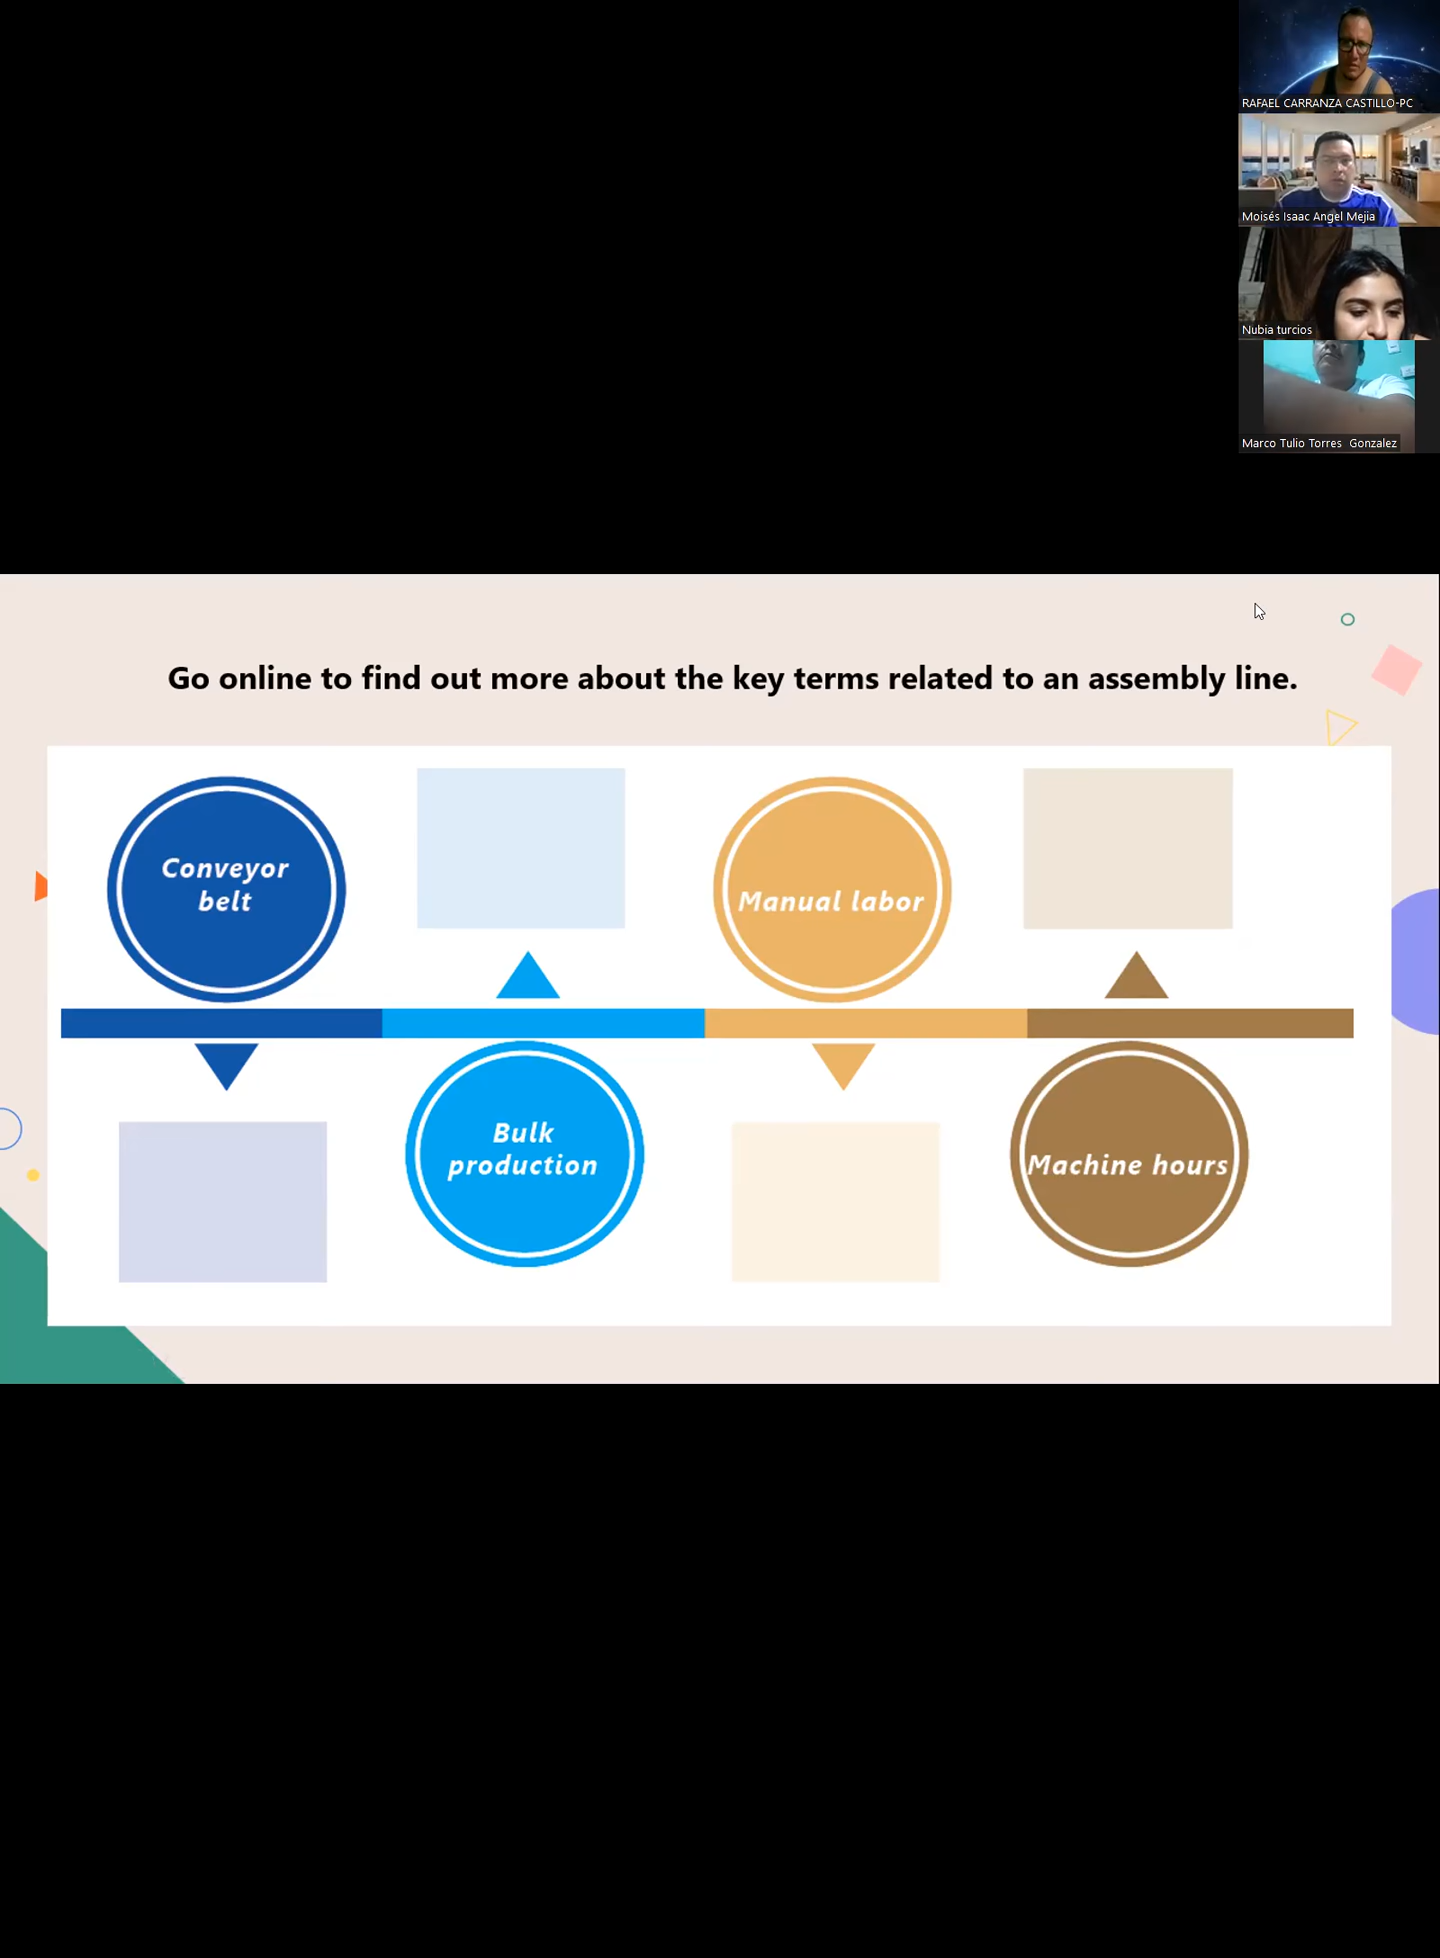 RAFAEL CARRANZA CASTILLO-PC
Moisés Isaac Angel Mejia
Nubia turcios
Marco Tulio Torres  Gonzalez
Go online to find out more about the key terms related to an assembly line.
Conveyor
belt
Manual labor
Bulk
production
Machine hours